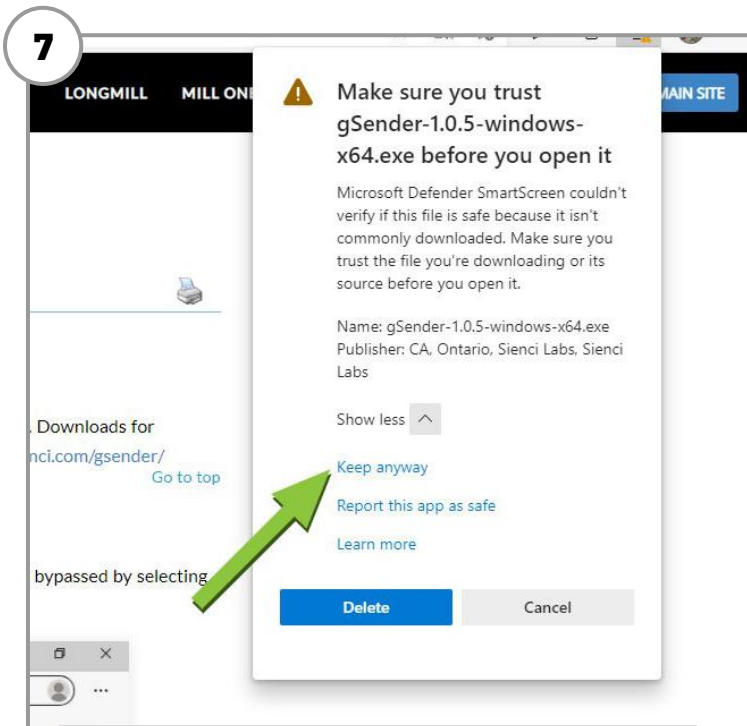 7
LONGMILL MILL ONE
MAIN SITE
Make sure you trust
gSender-1.0.5-windows-
x64.exe before you open it
Microsoft Defender SmartScreen couldn't
verify if this file is safe because it isn't
commonly downloaded. Make sure you
trust the file you're downloading or its
source before you open it.
Name: gSender-1.0.5-windows-x64.exe
Publisher: CA, Ontario, Sienci Labs, Sienci
Labs
Show less
Keep anyway
Report this app as safe
Learn more
Delete Cancel
. Downloads for
nci.com/gsender/
Go to top
bypassed by selecting